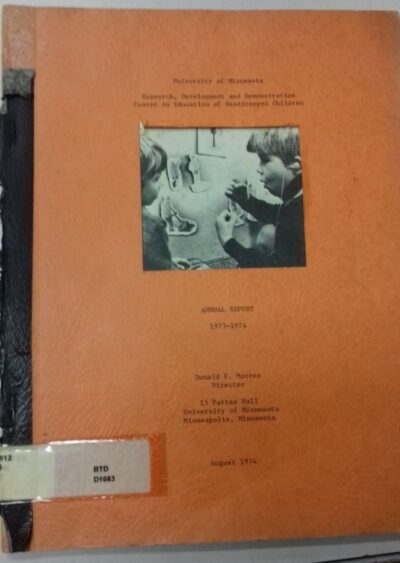 University of Minnesota
Research, Development and Demonstration
Center in Education of Handicapped Children
ANNUAL REPORT
1973-1974
Donald F. Moores
Director
13 Pattee Hall
University of Minnesota
Minneapolis, Minnesota
August 1974
BTD
D1083